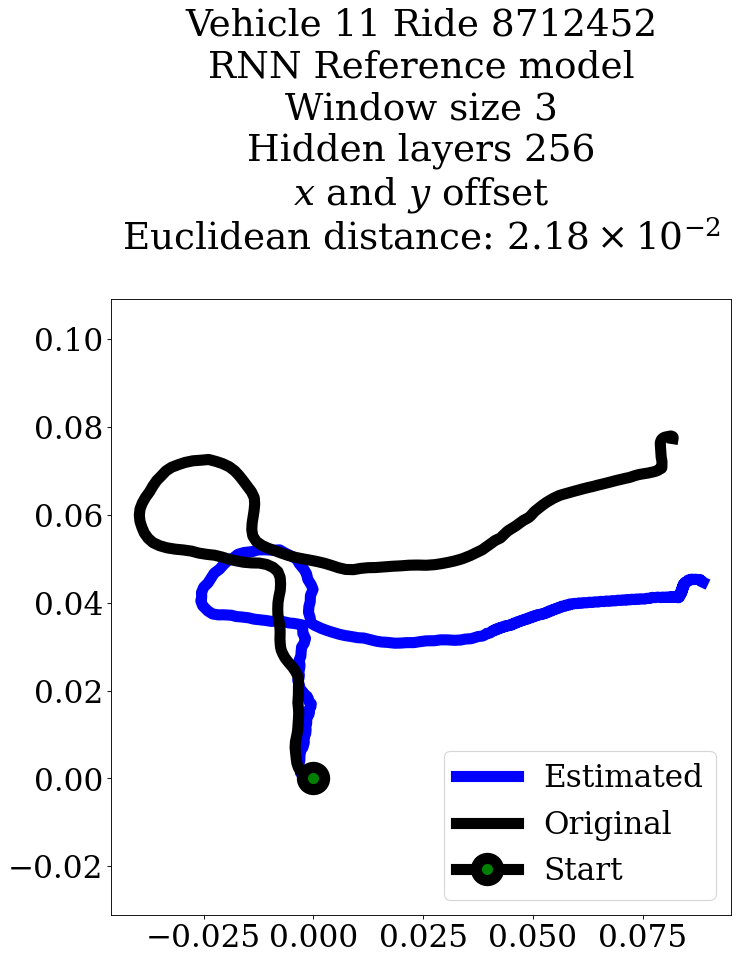 Vehicle 11 Ride 8712452
RNN Reference model
Window size 3
Hidden layers 256
x and y offset
Euclidean distance: 2.18 × 10⁻²
0.10
0.08
0.06
0.04
0.02
0.00
−0.02
−0.025 0.000 0.025 0.050 0.075
Estimated
Original
Start